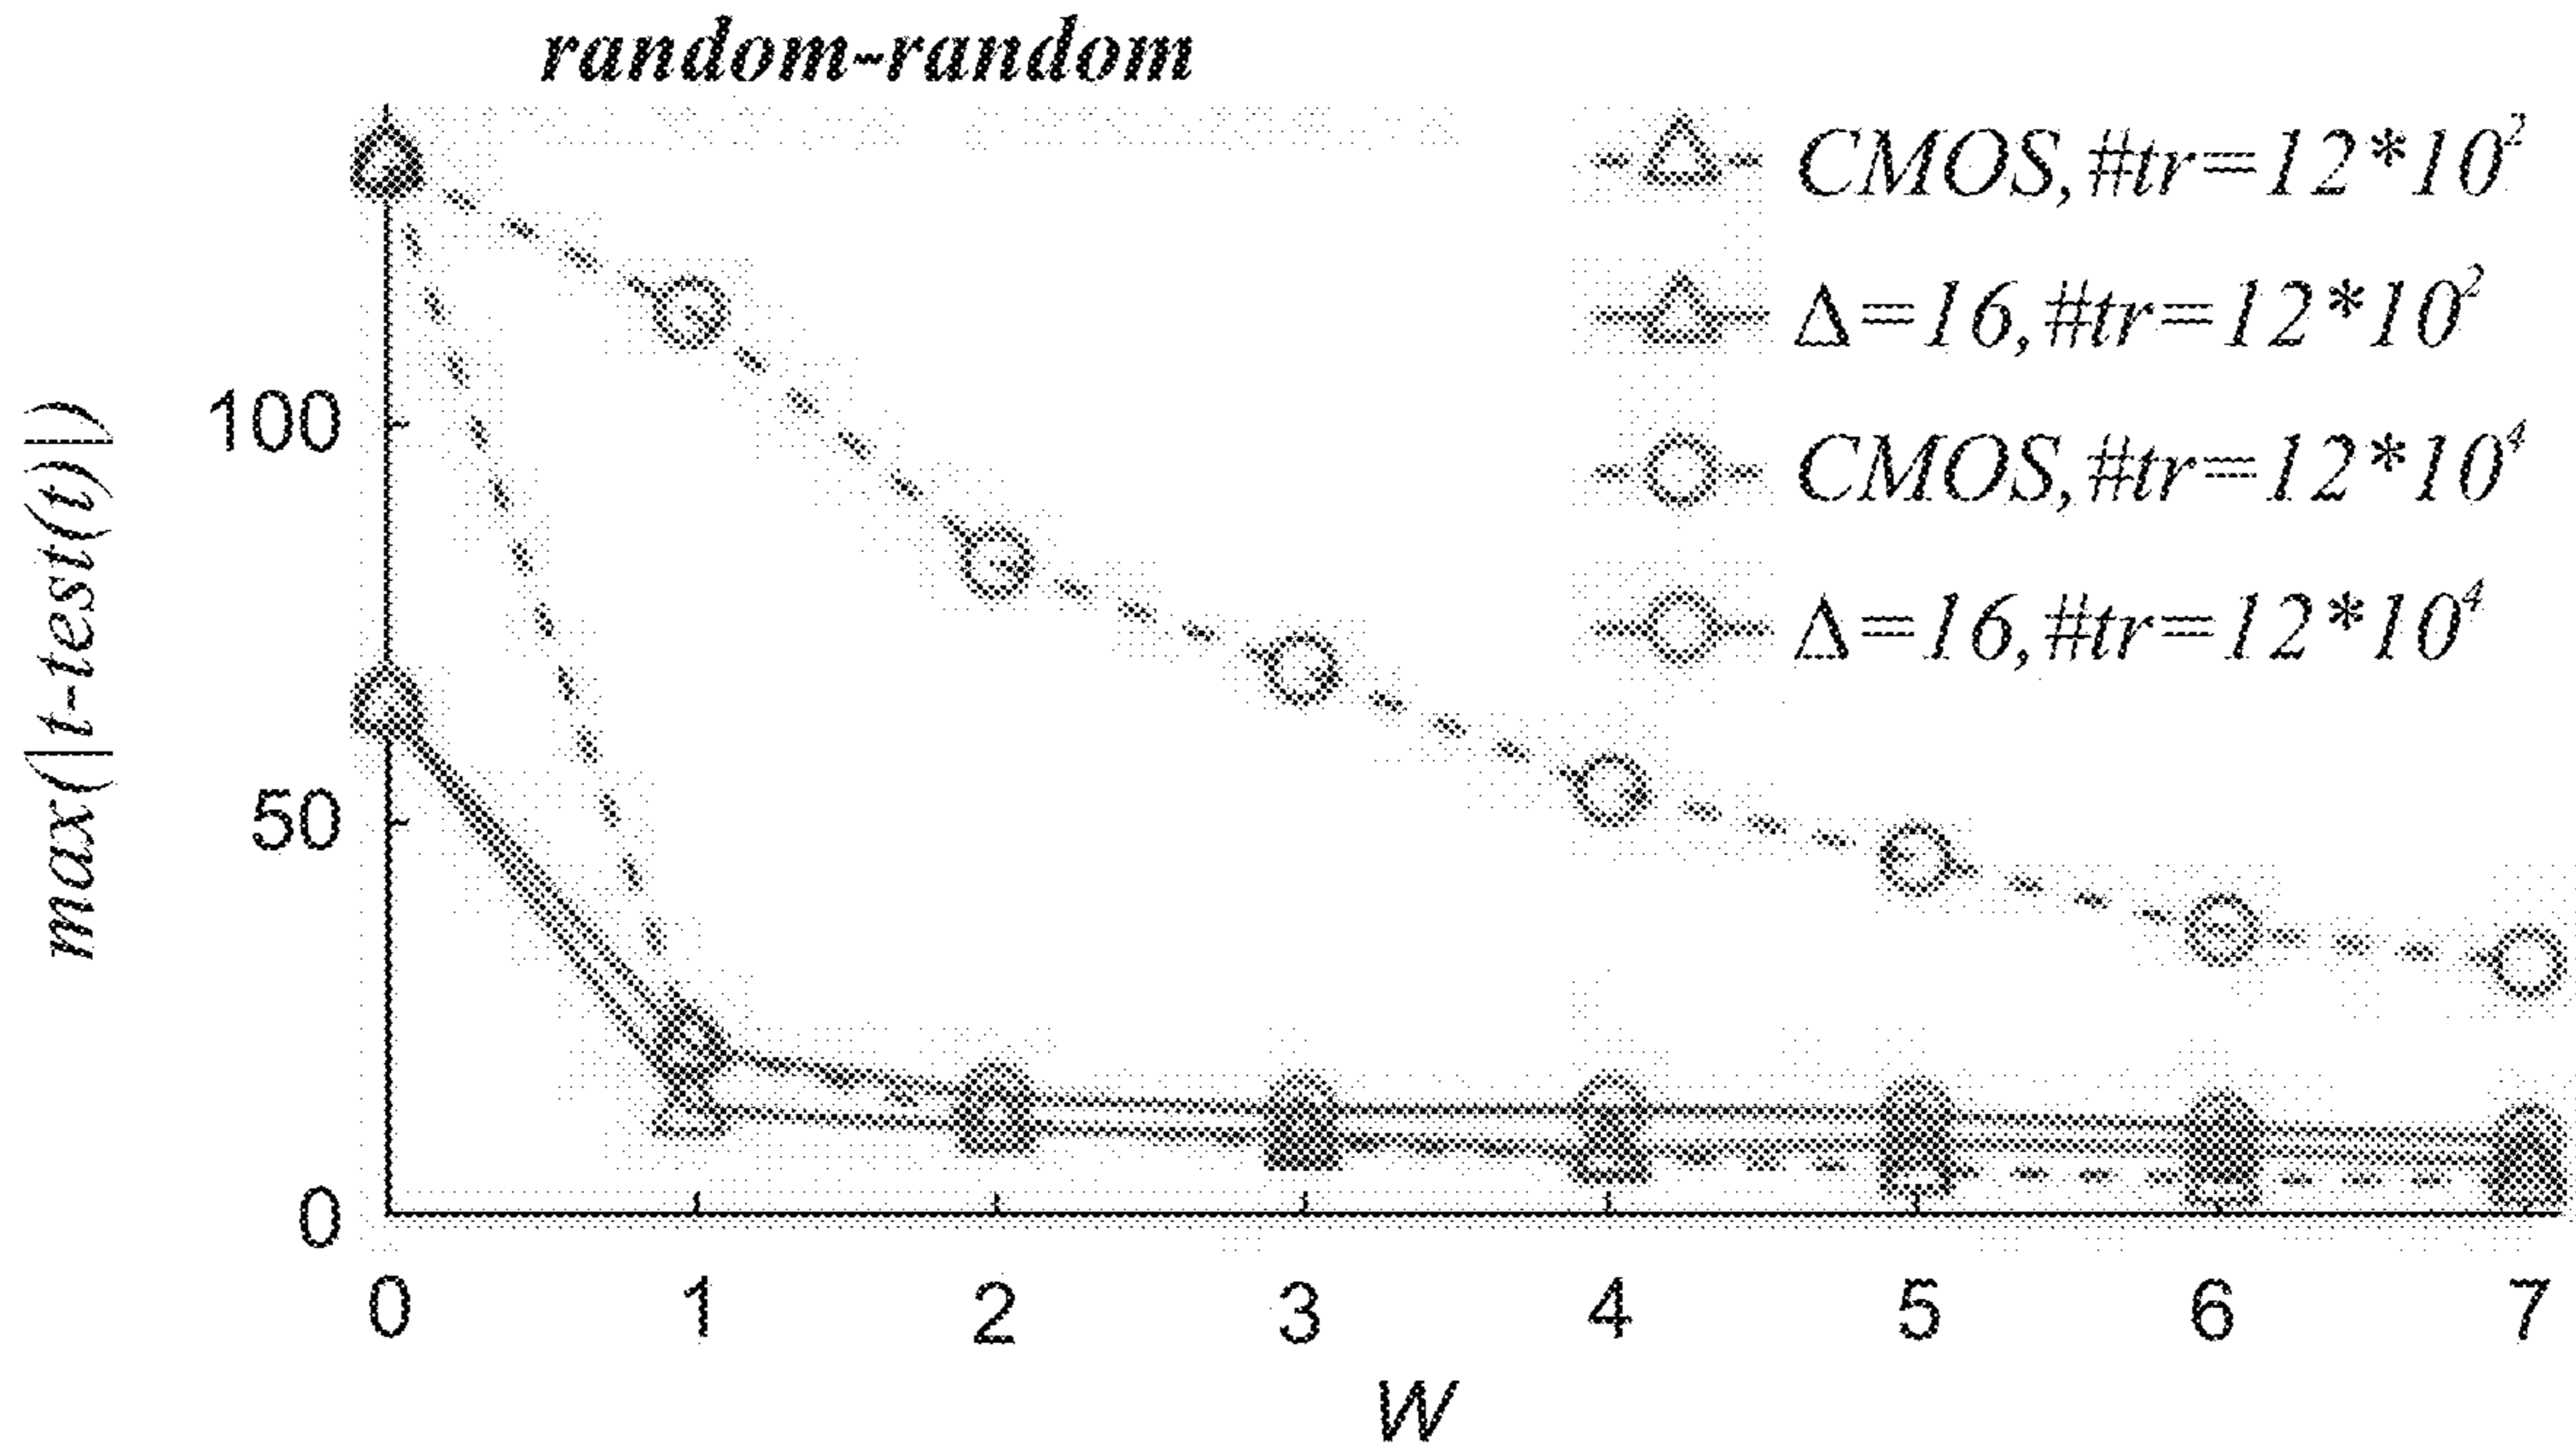 random-random
CMOS,#tr=12*10²
Δ=16,#tr=12*10²
CMOS,#tr=12*10⁴
Δ=16,#tr=12*10⁴
max(|t-test(t)|)
100
50
0
0 1 2 3 4 5 6 7
W